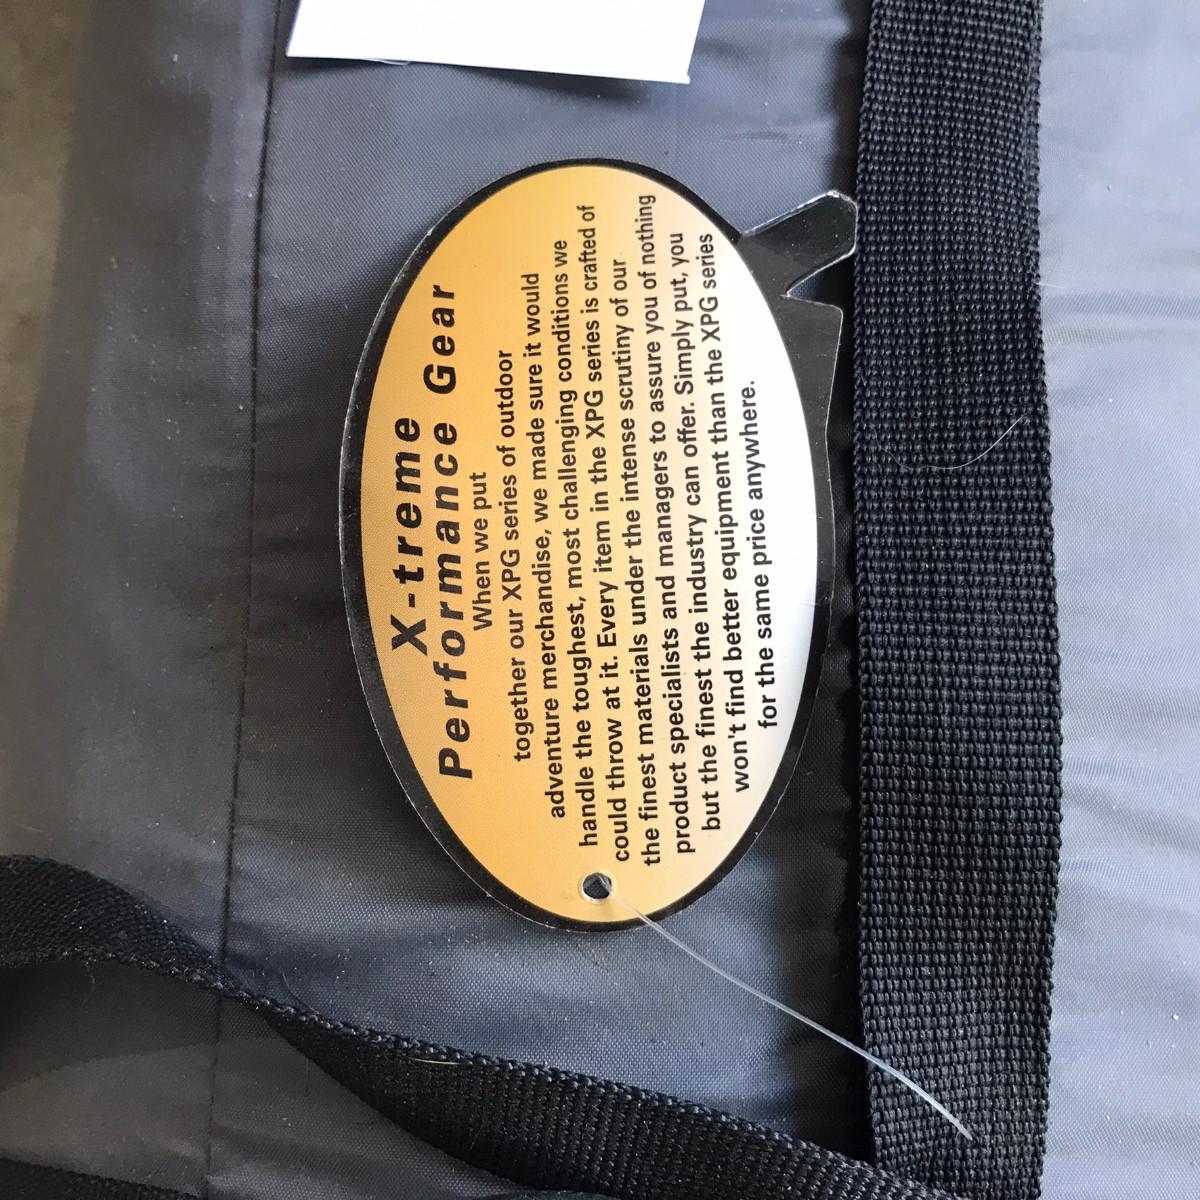 X-treme
Performance Gear
When we put
together our XPG series of outdoor
adventure merchandise, we made sure it would
handle the toughest, most challenging conditions we
could throw at it. Every item in the XPG series is crafted of
the finest materials under the intense scrutiny of our
product specialists and managers to assure you of nothing
but the finest the industry can offer. Simply put, you
won't find better equipment than the XPG series
for the same price anywhere.